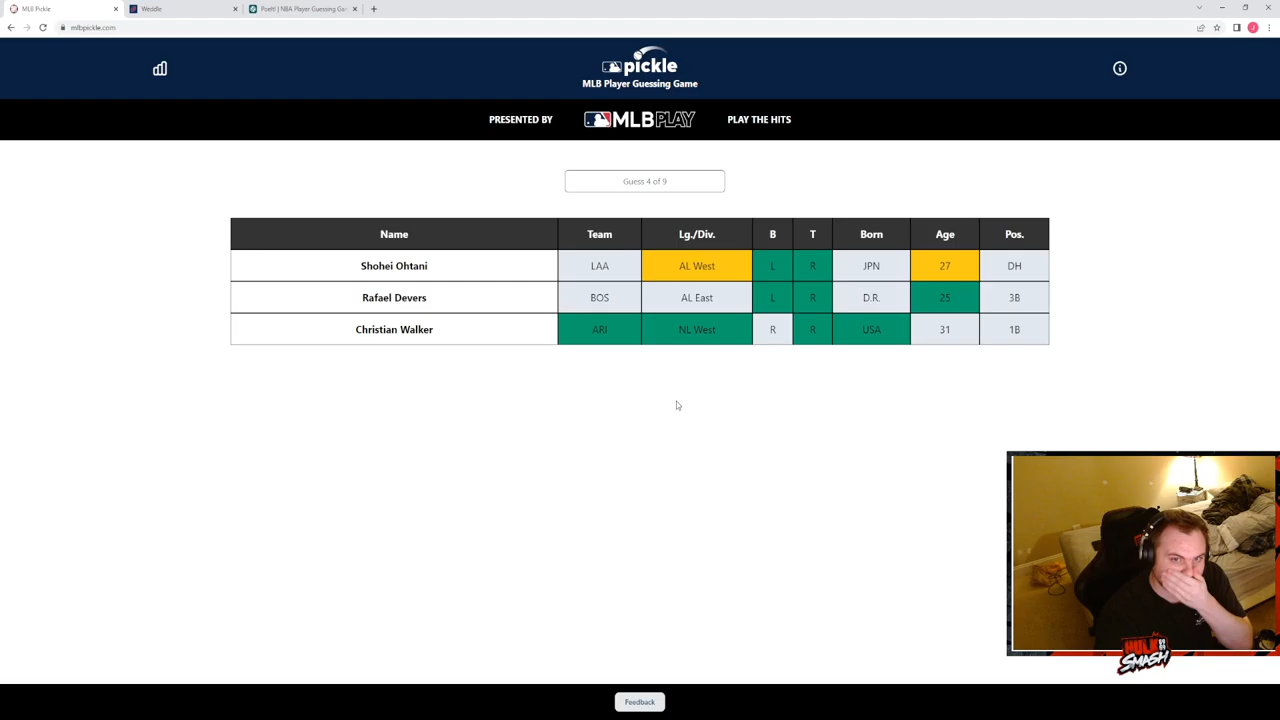 MLB Pickle
Weddle
Poeltl | NBA Player Guessing Ga
mlbpickle.com
J
pickle
MLB Player Guessing Game
PRESENTED BY
MLB PLAY
PLAY THE HITS
Guess 4 of 9
Name Team Lg./Div. B T Born Age Pos.
Shohei Ohtani LAA AL West L R JPN 27 DH
Rafael Devers BOS AL East L R D.R. 25 3B
Christian Walker ARI NL West R R USA 31 1B
HULK
SMASH
Feedback